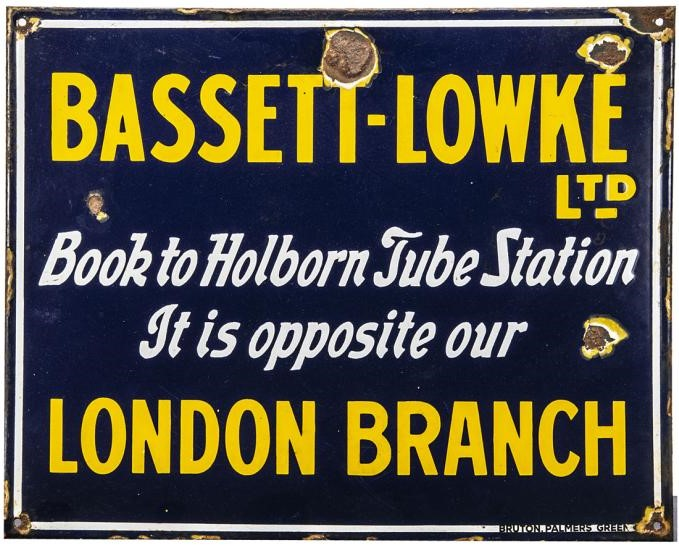 BASSETT-LOWKE
LTD
Book to Holborn Tube Station
It is opposite our
LONDON BRANCH
BRUTON, PALMERS GREEN